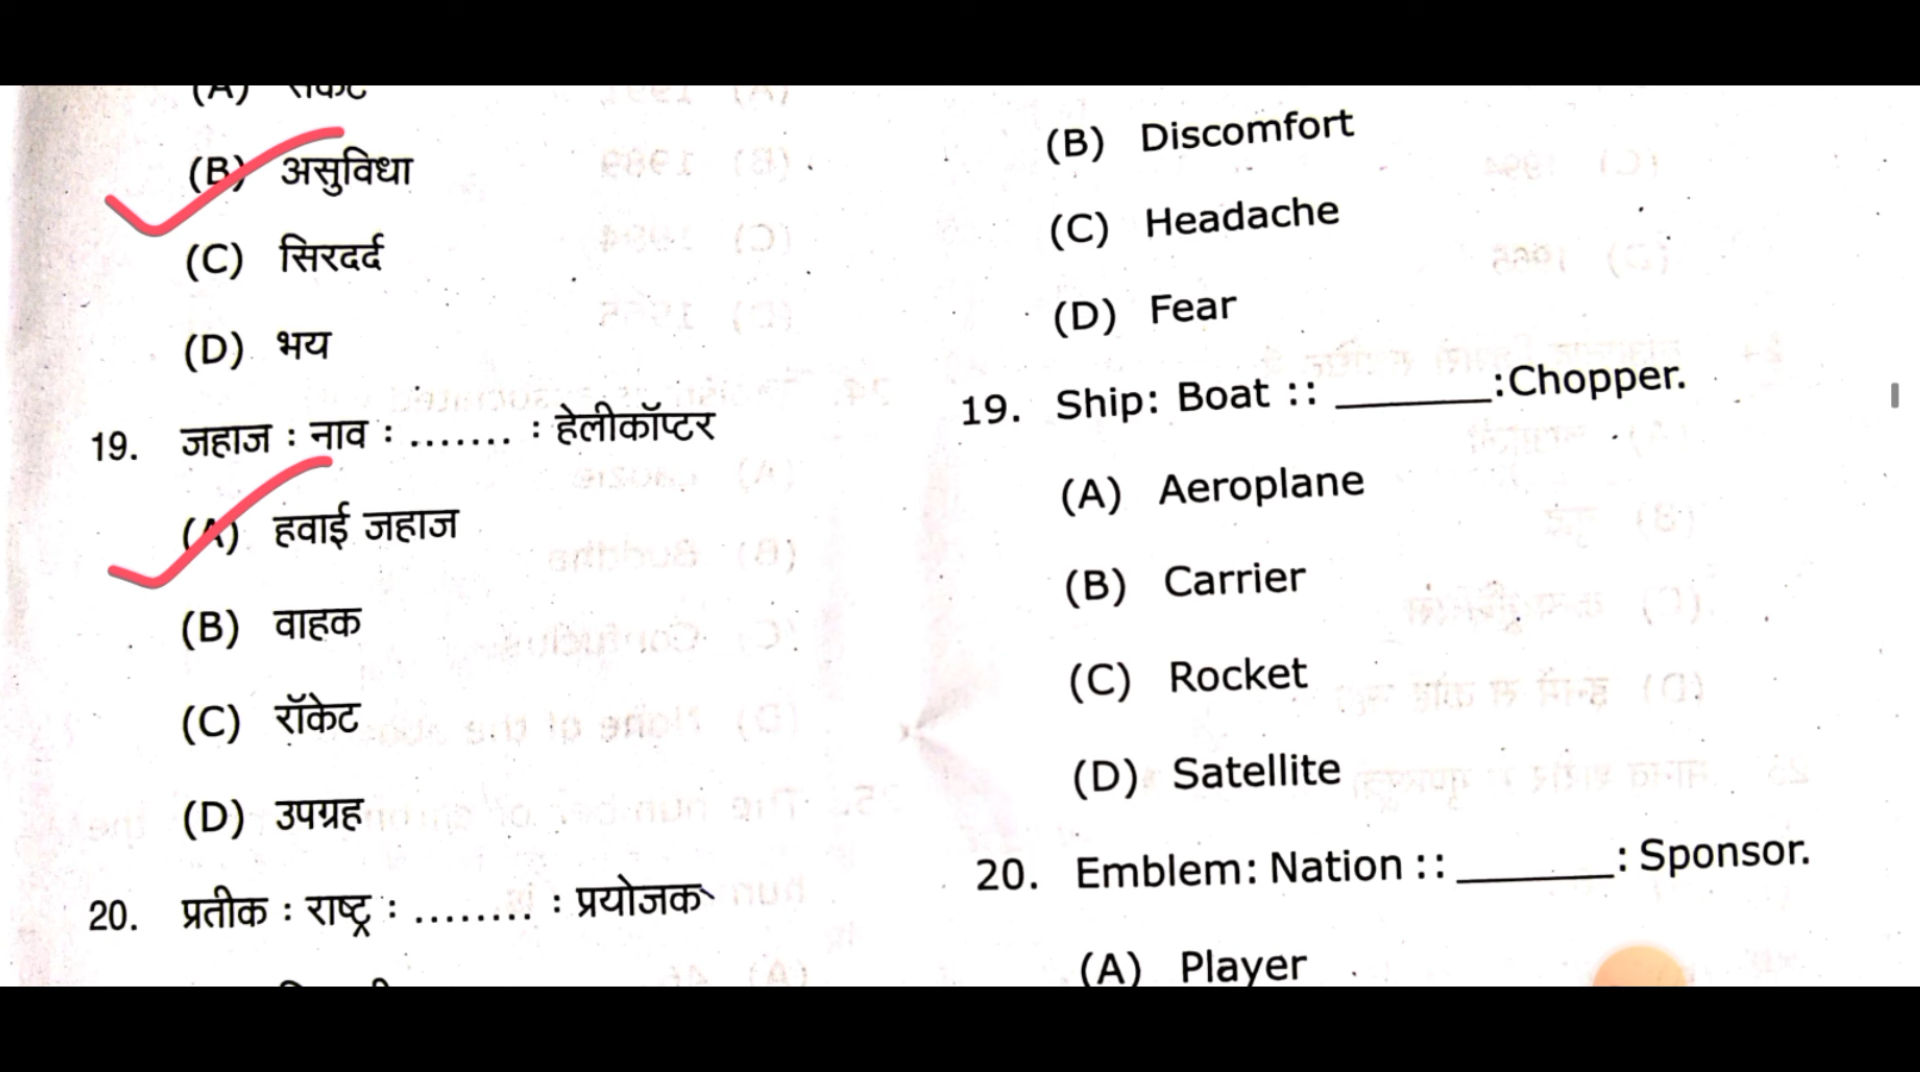 (B) असुविधा
(C) सिरदर्द
(D) भय
19. जहाज : नाव : ....... : हेलीकॉप्टर
(A) हवाई जहाज
(B) वाहक
(C) रॉकेट
(D) उपग्रह
20. प्रतीक : राष्ट्र : ........ : प्रयोजक
(B) Discomfort
(C) Headache
(D) Fear
19. Ship: Boat :: _______:Chopper.
(A) Aeroplane
(B) Carrier
(C) Rocket
(D) Satellite
20. Emblem: Nation :: _______: Sponsor.
(A) Player